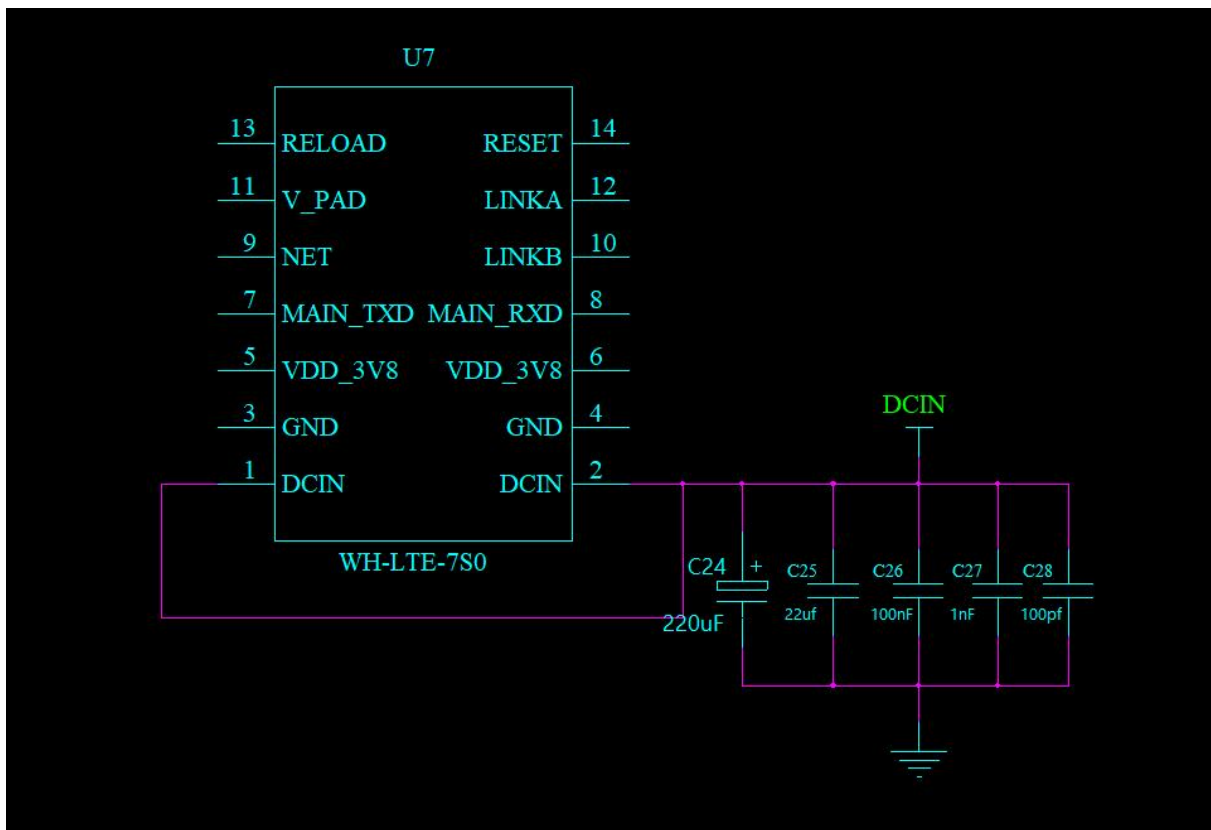 U7
13 RELOAD RESET 14
11 V_PAD LINKA 12
9 NET LINKB 10
7 MAIN_TXD MAIN_RXD 8
5 VDD_3V8 VDD_3V8 6
3 GND GND 4
1 DCIN DCIN 2
WH-LTE-7S0
DCIN
C24 + C25 C26 C27 C28
220uF 22uf 100nF 1nF 100pf